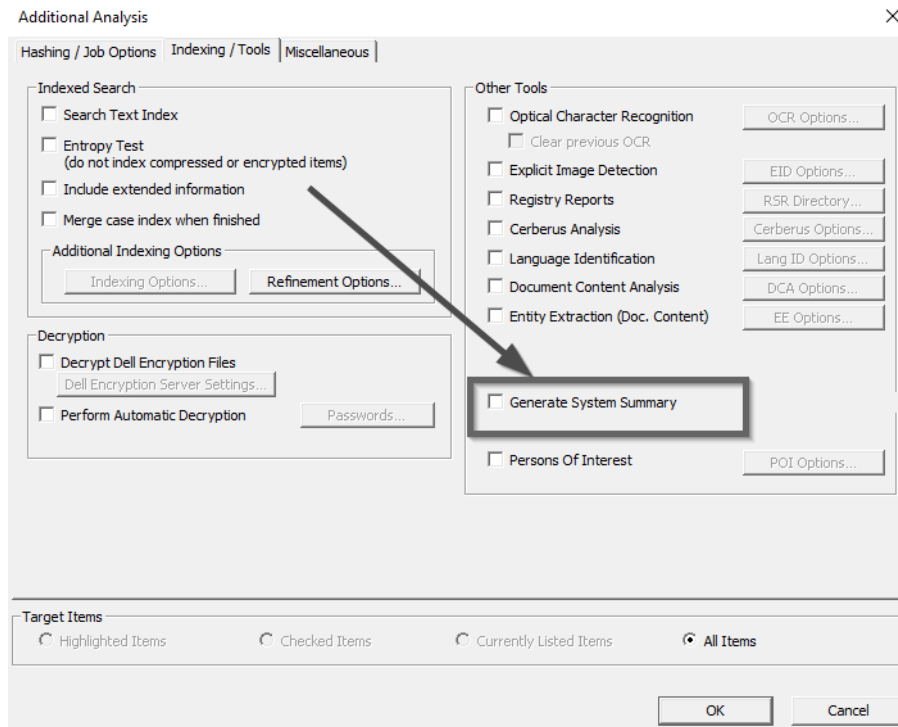 Additional Analysis
Hashing / Job Options
Indexing / Tools
Miscellaneous
Indexed Search
Search Text Index
Entropy Test
(do not index compressed or encrypted items)
Include extended information
Merge case index when finished
Additional Indexing Options
Indexing Options...
Refinement Options...
Decryption
Decrypt Dell Encryption Files
Dell Encryption Server Settings...
Perform Automatic Decryption
Passwords...
Other Tools
Optical Character Recognition
OCR Options...
Clear previous OCR
Explicit Image Detection
EID Options...
Registry Reports
RSR Directory...
Cerberus Analysis
Cerberus Options...
Language Identification
Lang ID Options...
Document Content Analysis
DCA Options...
Entity Extraction (Doc. Content)
EE Options...
Generate System Summary
Persons Of Interest
POI Options...
Target Items
Highlighted Items
Checked Items
Currently Listed Items
All Items
OK
Cancel